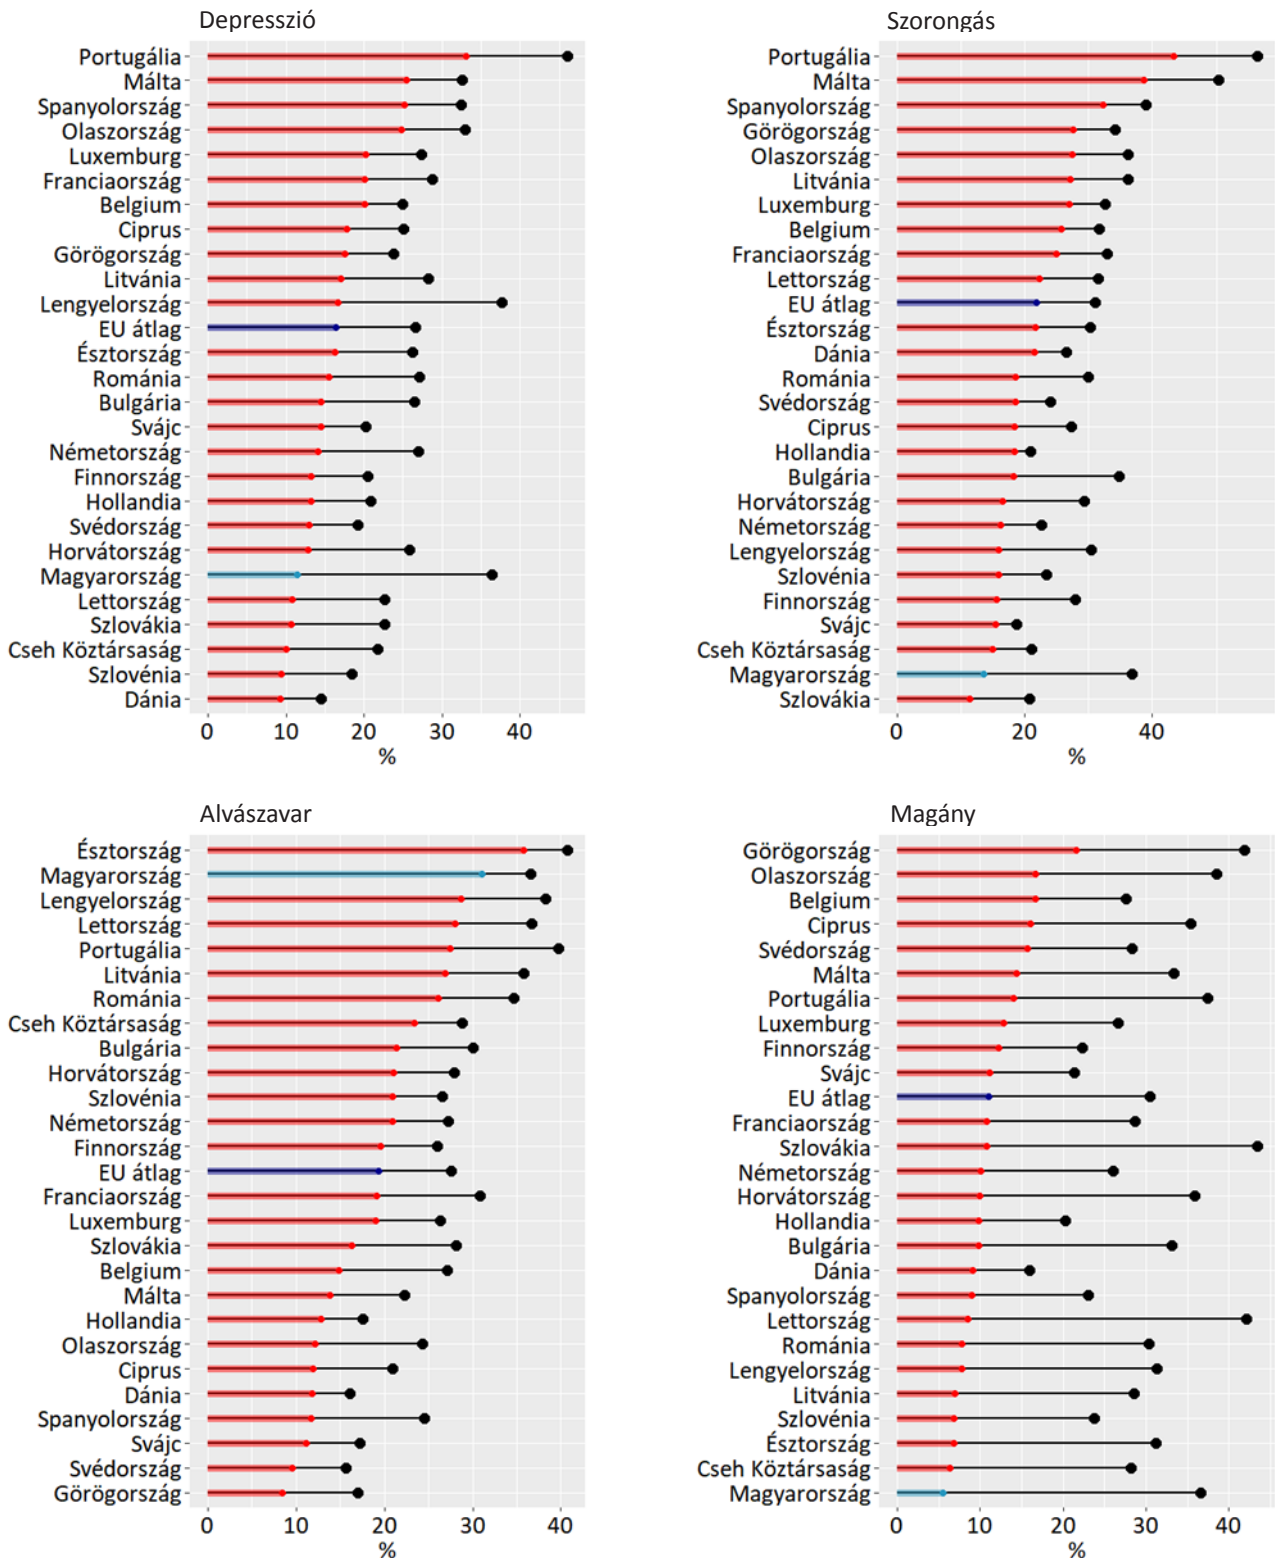 Depresszió
Portugália
Málta
Spanyolország
Olaszország
Luxemburg
Franciaország
Belgium
Ciprus
Görögország
Litvánia
Lengyelország
EU átlag
Észtország
Románia
Bulgária
Svájc
Németország
Finnország
Hollandia
Svédország
Horvátország
Magyarország
Lettország
Szlovákia
Cseh Köztársaság
Szlovénia
Dánia
0 10 20 30 40
%
Szorongás
Portugália
Málta
Spanyolország
Görögország
Olaszország
Litvánia
Luxemburg
Belgium
Franciaország
Lettország
EU átlag
Észtország
Dánia
Románia
Svédország
Ciprus
Hollandia
Bulgária
Horvátország
Németország
Lengyelország
Szlovénia
Finnország
Svájc
Cseh Köztársaság
Magyarország
Szlovákia
0 20 40
%
Alvászavar
Észtország
Magyarország
Lengyelország
Lettország
Portugália
Litvánia
Románia
Cseh Köztársaság
Bulgária
Horvátország
Szlovénia
Németország
Finnország
EU átlag
Franciaország
Luxemburg
Szlovákia
Belgium
Málta
Hollandia
Olaszország
Ciprus
Dánia
Spanyolország
Svájc
Svédország
Görögország
0 10 20 30 40
%
Magány
Görögország
Olaszország
Belgium
Ciprus
Svédország
Málta
Portugália
Luxemburg
Finnország
Svájc
EU átlag
Franciaország
Szlovákia
Németország
Horvátország
Hollandia
Bulgária
Dánia
Spanyolország
Lettország
Románia
Lengyelország
Litvánia
Szlovénia
Észtország
Cseh Köztársaság
Magyarország
0 10 20 30 40
%